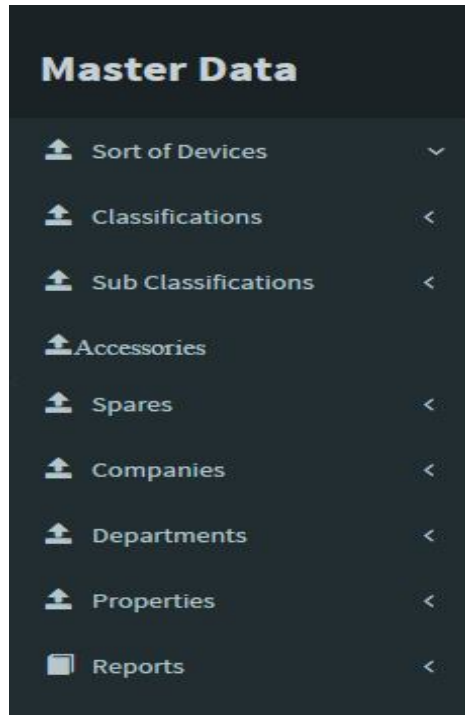 Master Data
Sort of Devices
Classifications
Sub Classifications
Accessories
Spares
Companies
Departments
Properties
Reports